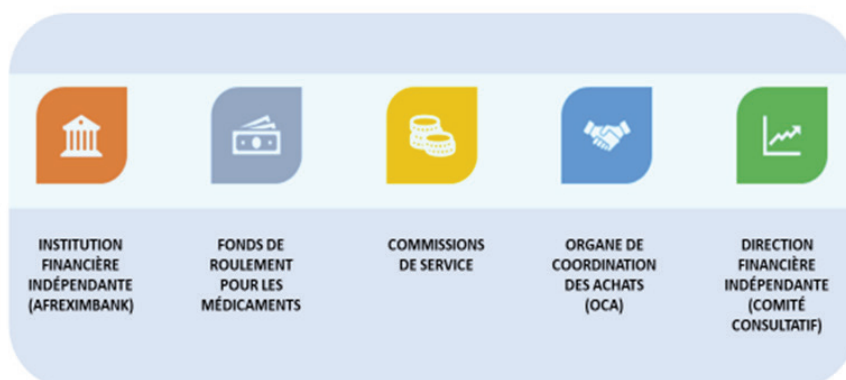 INSTITUTION
FINANCIÈRE
INDÉPENDANTE
(AFREXIMBANK)
FONDS DE
ROULEMENT
POUR LES
MÉDICAMENTS
COMMISSIONS
DE SERVICE
ORGANE DE
COORDINATION
DES ACHATS
(OCA)
DIRECTION
FINANCIÈRE
INDÉPENDANTE
(COMITÉ
CONSULTATIF)